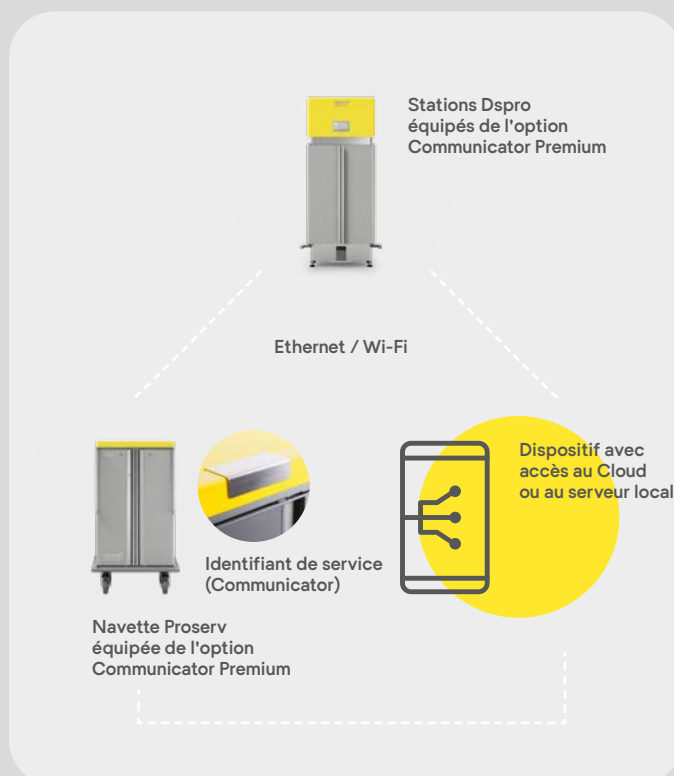 Stations Dspro
équipés de l'option
Communicator Premium
Ethernet / Wi-Fi
Dispositif avec
accès au Cloud
ou au serveur local
Identifiant de service
(Communicator)
Navette Proserv
équipée de l'option
Communicator Premium